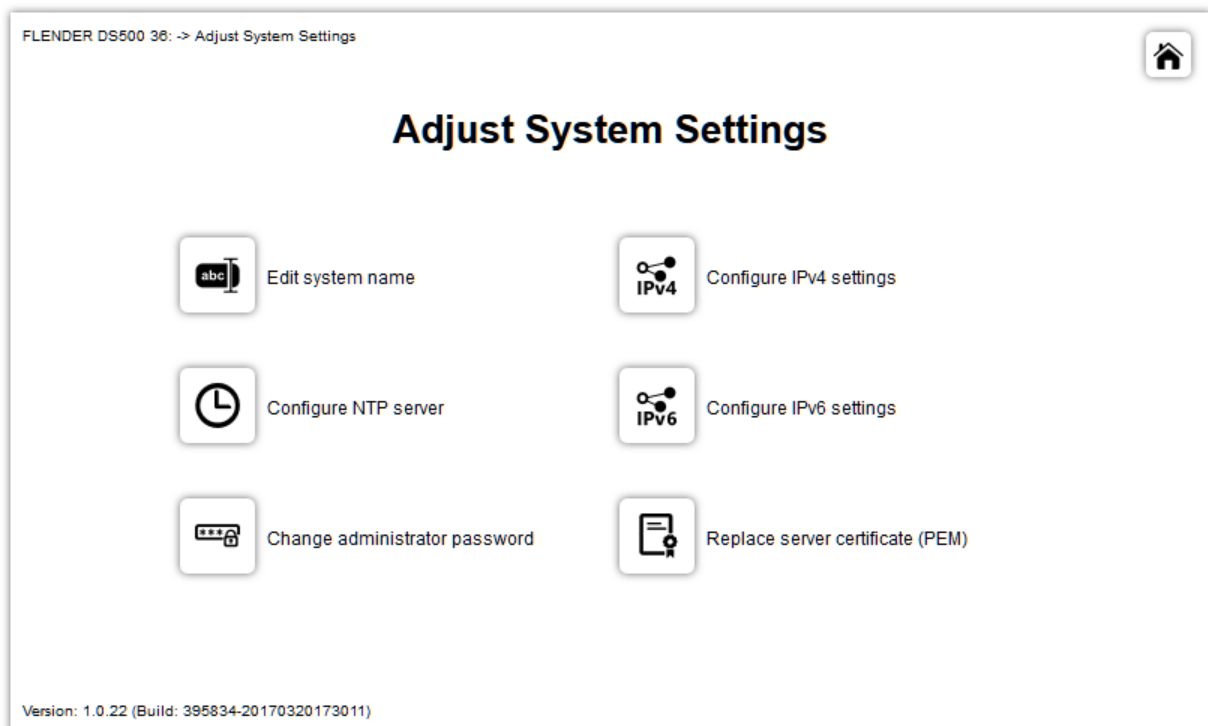 FLENDER DS500 36: -> Adjust System Settings
Adjust System Settings
abc
Edit system name
IPv4
Configure IPv4 settings
Configure NTP server
IPv6
Configure IPv6 settings
***
Change administrator password
Replace server certificate (PEM)
Version: 1.0.22 (Build: 395834-20170320173011)